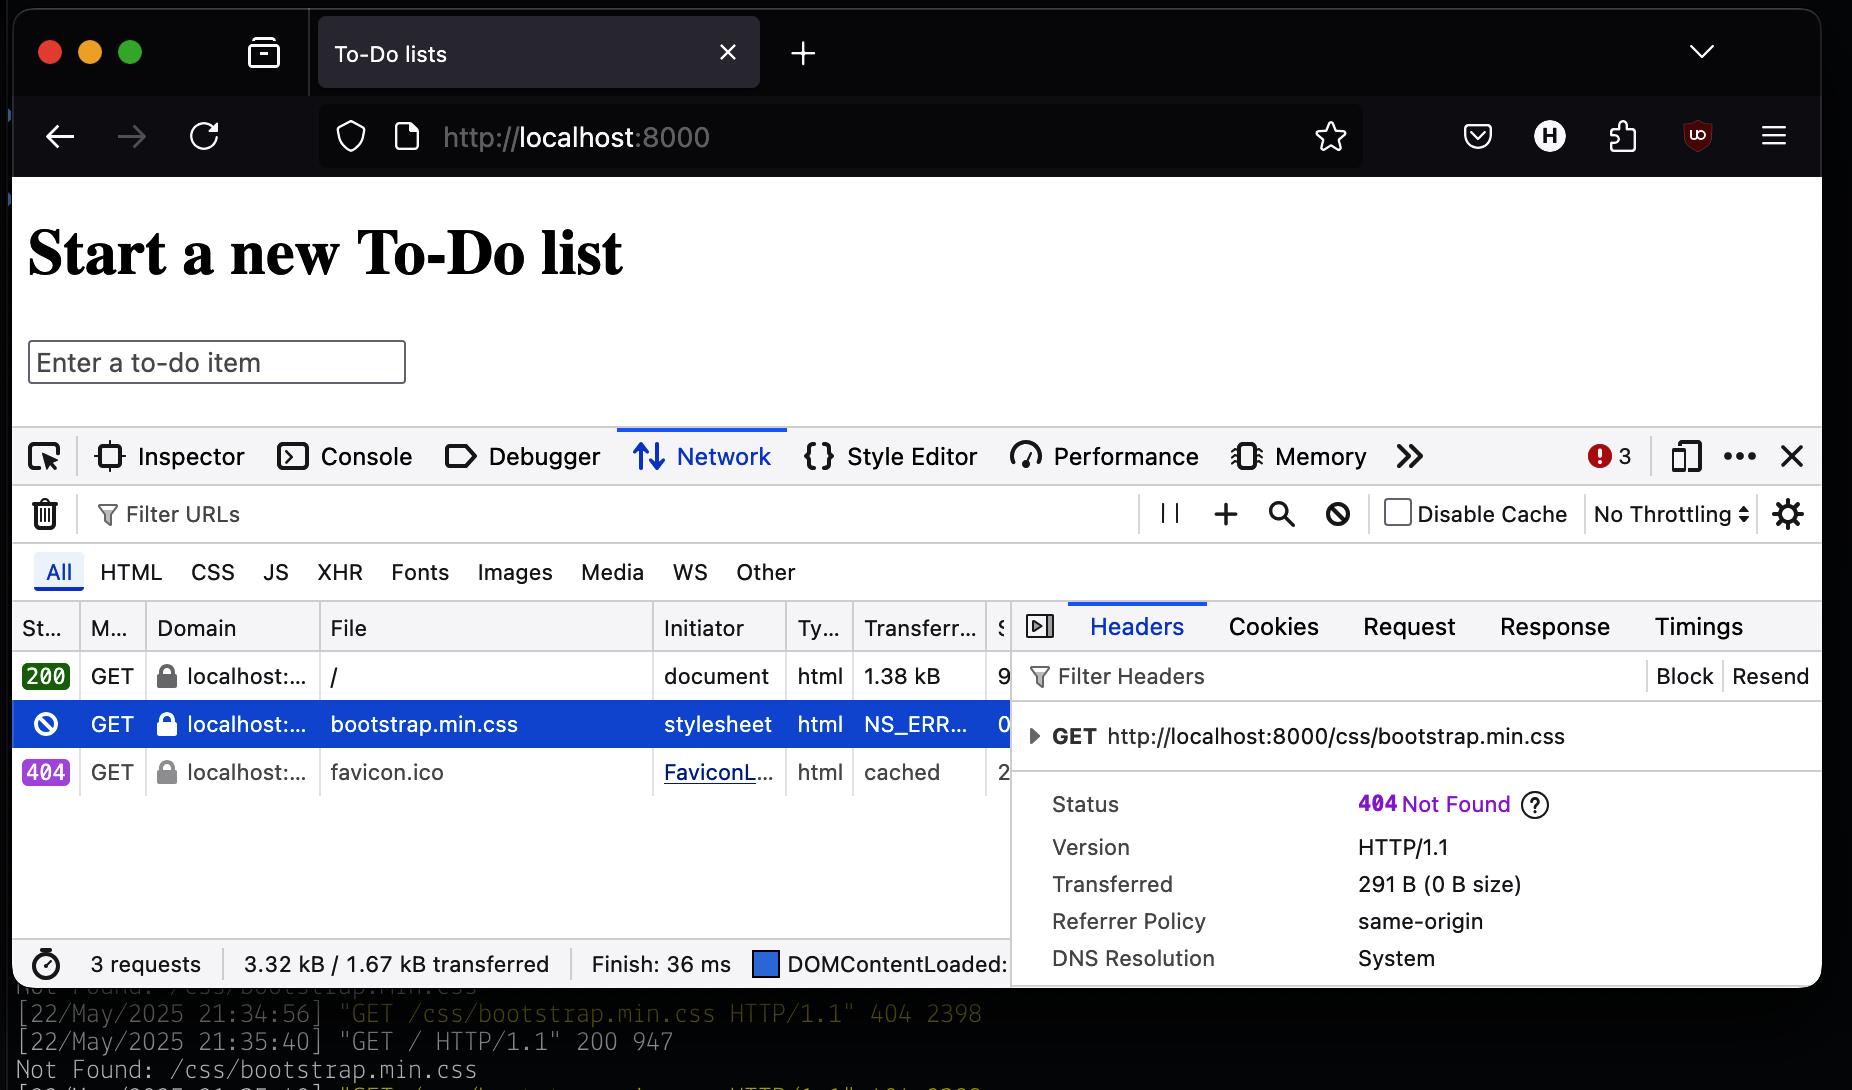 To-Do lists
http://localhost:8000
H
Start a new To-Do list
Enter a to-do item
Inspector Console Debugger Network Style Editor Performance Memory 3
Filter URLs Disable Cache No Throttling
All HTML CSS JS XHR Fonts Images Media WS Other
St... M... Domain File Initiator Ty... Transferr...
Headers Cookies Request Response Timings
200 GET localhost:... / document html 1.38 kB 9
Filter Headers Block Resend
GET localhost:... bootstrap.min.css stylesheet html NS_ERR... 0
GET http://localhost:8000/css/bootstrap.min.css
404 GET localhost:... favicon.ico FaviconL... html cached 2
Status 404 Not Found ?
Version HTTP/1.1
Transferred 291 B (0 B size)
Referrer Policy same-origin
DNS Resolution System
3 requests 3.32 kB / 1.67 kB transferred Finish: 36 ms DOMContentLoaded:
Not Found: /css/bootstrap.min.css
[22/May/2025 21:34:56] "GET /css/bootstrap.min.css HTTP/1.1" 404 2398
[22/May/2025 21:35:40] "GET / HTTP/1.1" 200 947
Not Found: /css/bootstrap.min.css